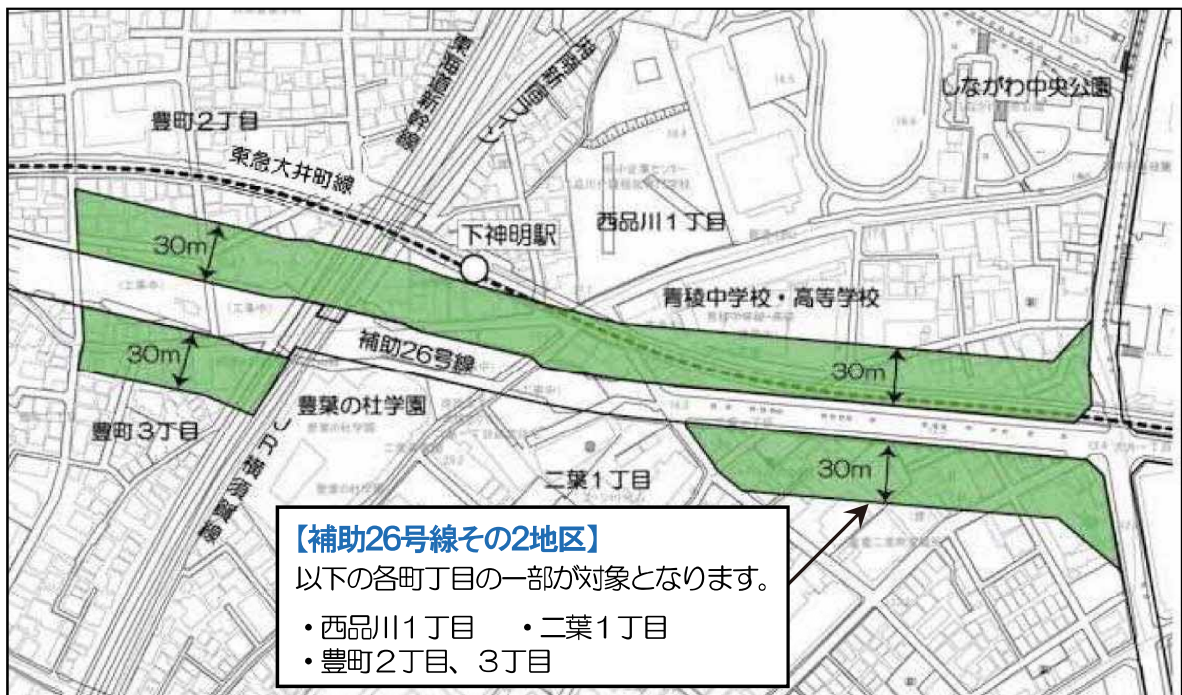 しながわ中央公園
豊町2丁目
東海道新幹線
東急大井町線
西品川1丁目
下神明駅
30m
青稜中学校・高等学校
(工事中)
(工事中)
補助26号線
30m
30m
豊葉の杜学園
豊町3丁目
JR横須賀線
二葉1丁目
30m
【補助26号線その2地区】
以下の各町丁目の一部が対象となります。
・西品川1丁目 ・二葉1丁目
・豊町2丁目、3丁目